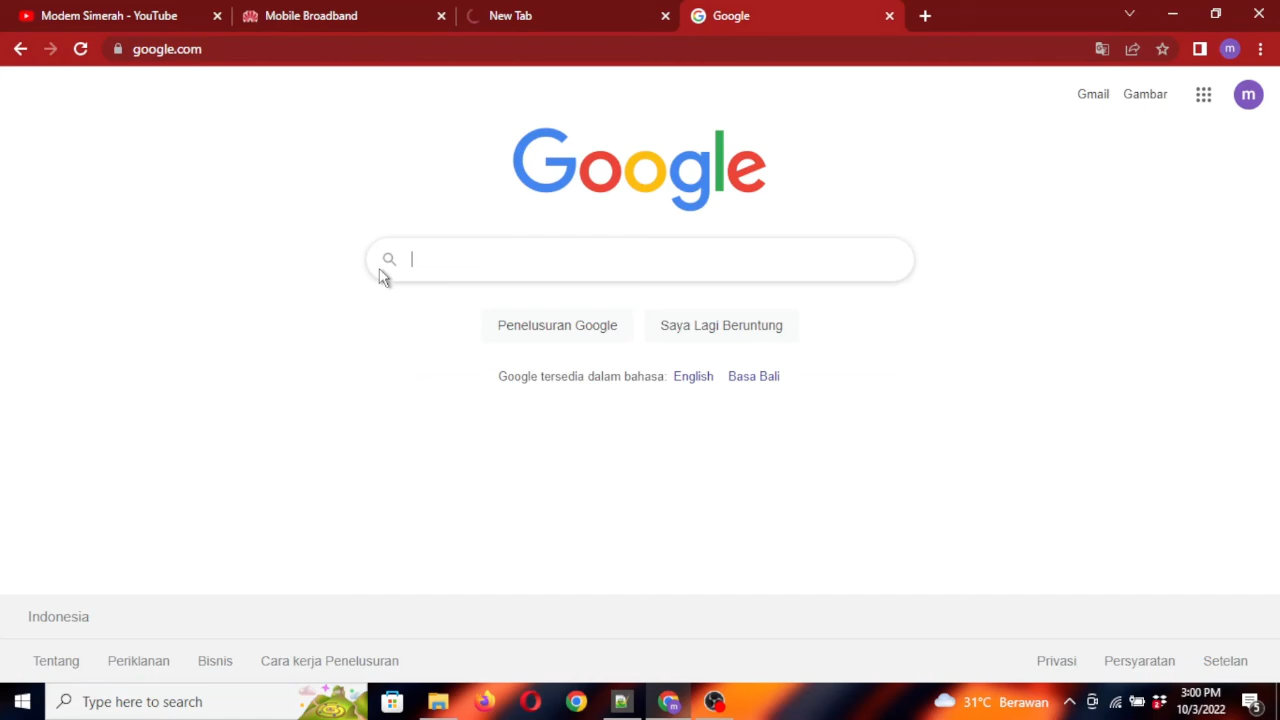 Modem Simerah - YouTube
Mobile Broadband
New Tab
Google
google.com
m
Gmail
Gambar
m
Google
Penelusuran Google
Saya Lagi Beruntung
Google tersedia dalam bahasa: English Basa Bali
Indonesia
Tentang
Periklanan
Bisnis
Cara kerja Penelusuran
Privasi
Persyaratan
Setelan
Type here to search
m
31°C Berawan
3:00 PM
10/3/2022
5